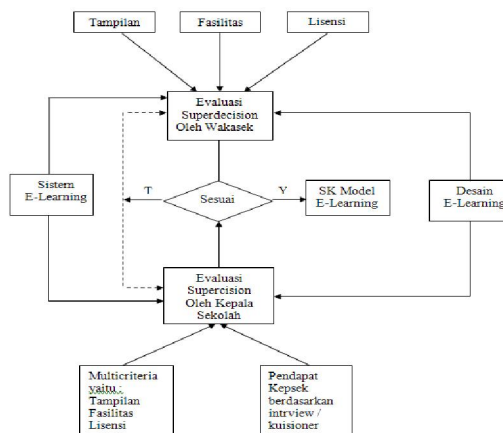 Tampilan
Fasilitas
Lisensi
Evaluasi
Superdecision
Oleh Wakasek
Sistem
E-Learning
T
Sesuai
Y
SK Model
E-Learning
Desain
E-Learning
Evaluasi
Supercision
Oleh Kepala
Sekolah
Multicriteria
yaitu :
Tampilan
Fasilitas
Lisensi
Pendapat
Kepsek
berdasarkan
intrview /
kuisioner